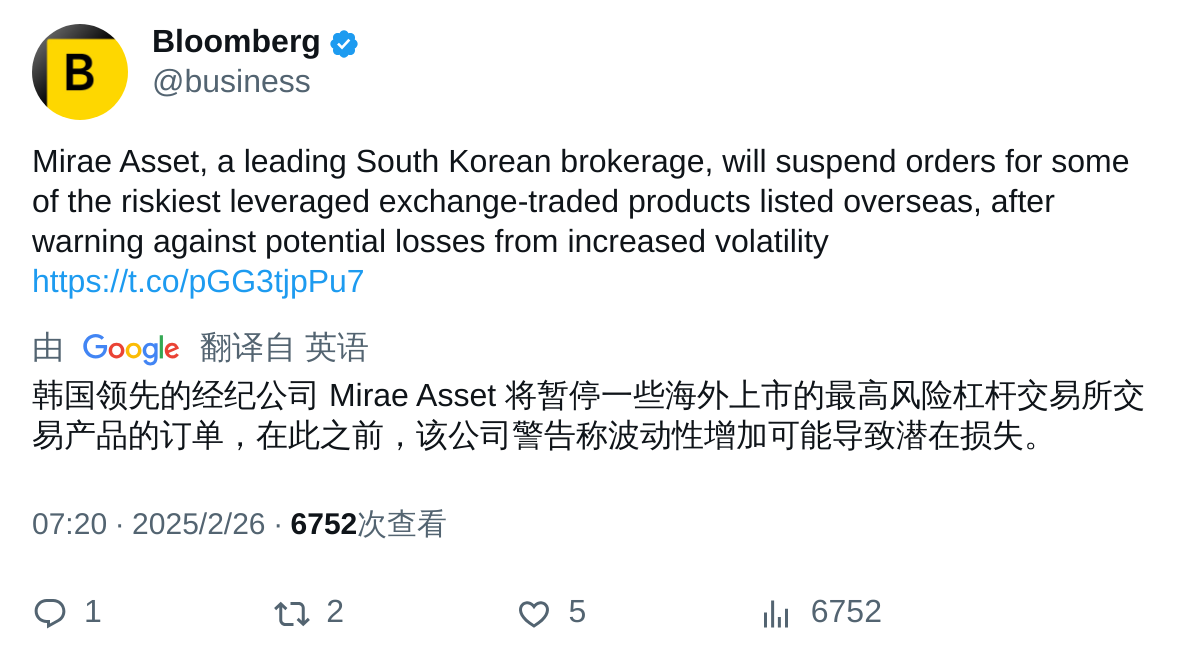 B
Bloomberg
@business
Mirae Asset, a leading South Korean brokerage, will suspend orders for some
of the riskiest leveraged exchange-traded products listed overseas, after
warning against potential losses from increased volatility
https://t.co/pGG3tjpPu7
由 Google 翻译自 英语
韩国领先的经纪公司 Mirae Asset 将暂停一些海外上市的最高风险杠杆交易所交
易产品的订单，在此之前，该公司警告称波动性增加可能导致潜在损失。
07:20 · 2025/2/26 · 6752次查看
1 2 5 6752